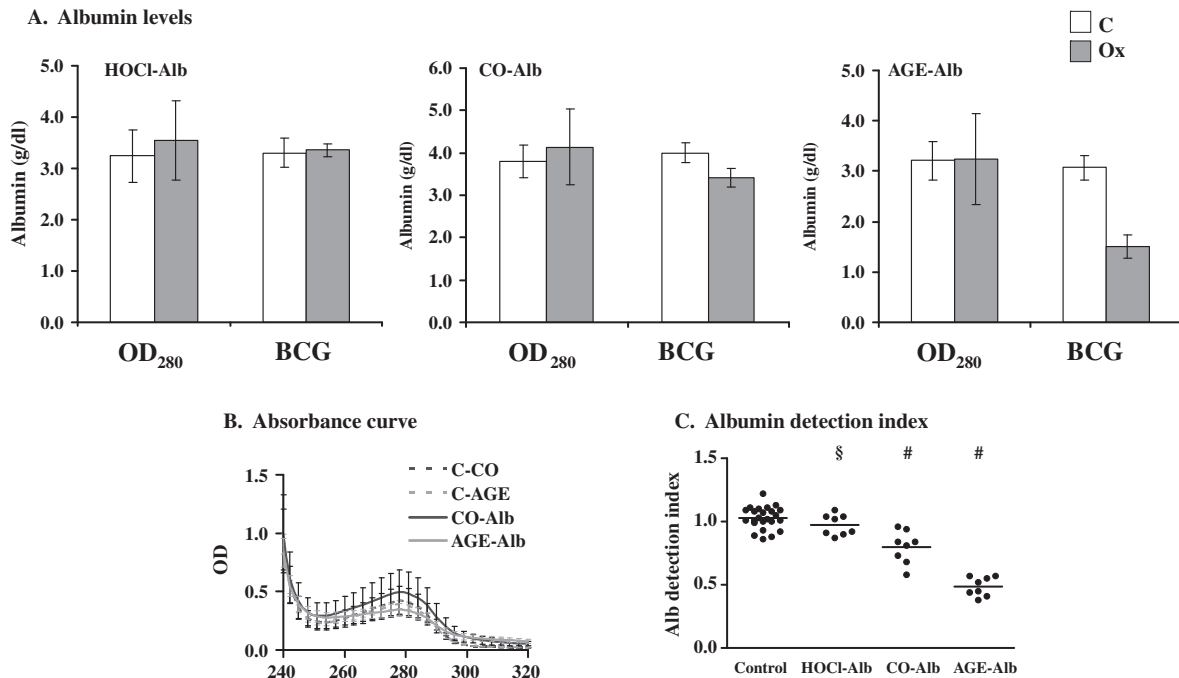 A. Albumin levels
C
Ox
HOCl-Alb
CO-Alb
AGE-Alb
Albumin (g/dl)
5.0
4.0
3.0
2.0
1.0
0.0
OD280
BCG
Albumin (g/dl)
6.0
5.0
4.0
3.0
2.0
1.0
0.0
OD280
BCG
Albumin (g/dl)
5.0
4.0
3.0
2.0
1.0
0.0
OD280
BCG
B. Absorbance curve
C-CO
C-AGE
CO-Alb
AGE-Alb
OD
1.5
1.0
0.5
0.0
240
260
280
300
320
C. Albumin detection index
§
#
#
Alb detection index
1.5
1.0
0.5
0.0
Control
HOCl-Alb
CO-Alb
AGE-Alb